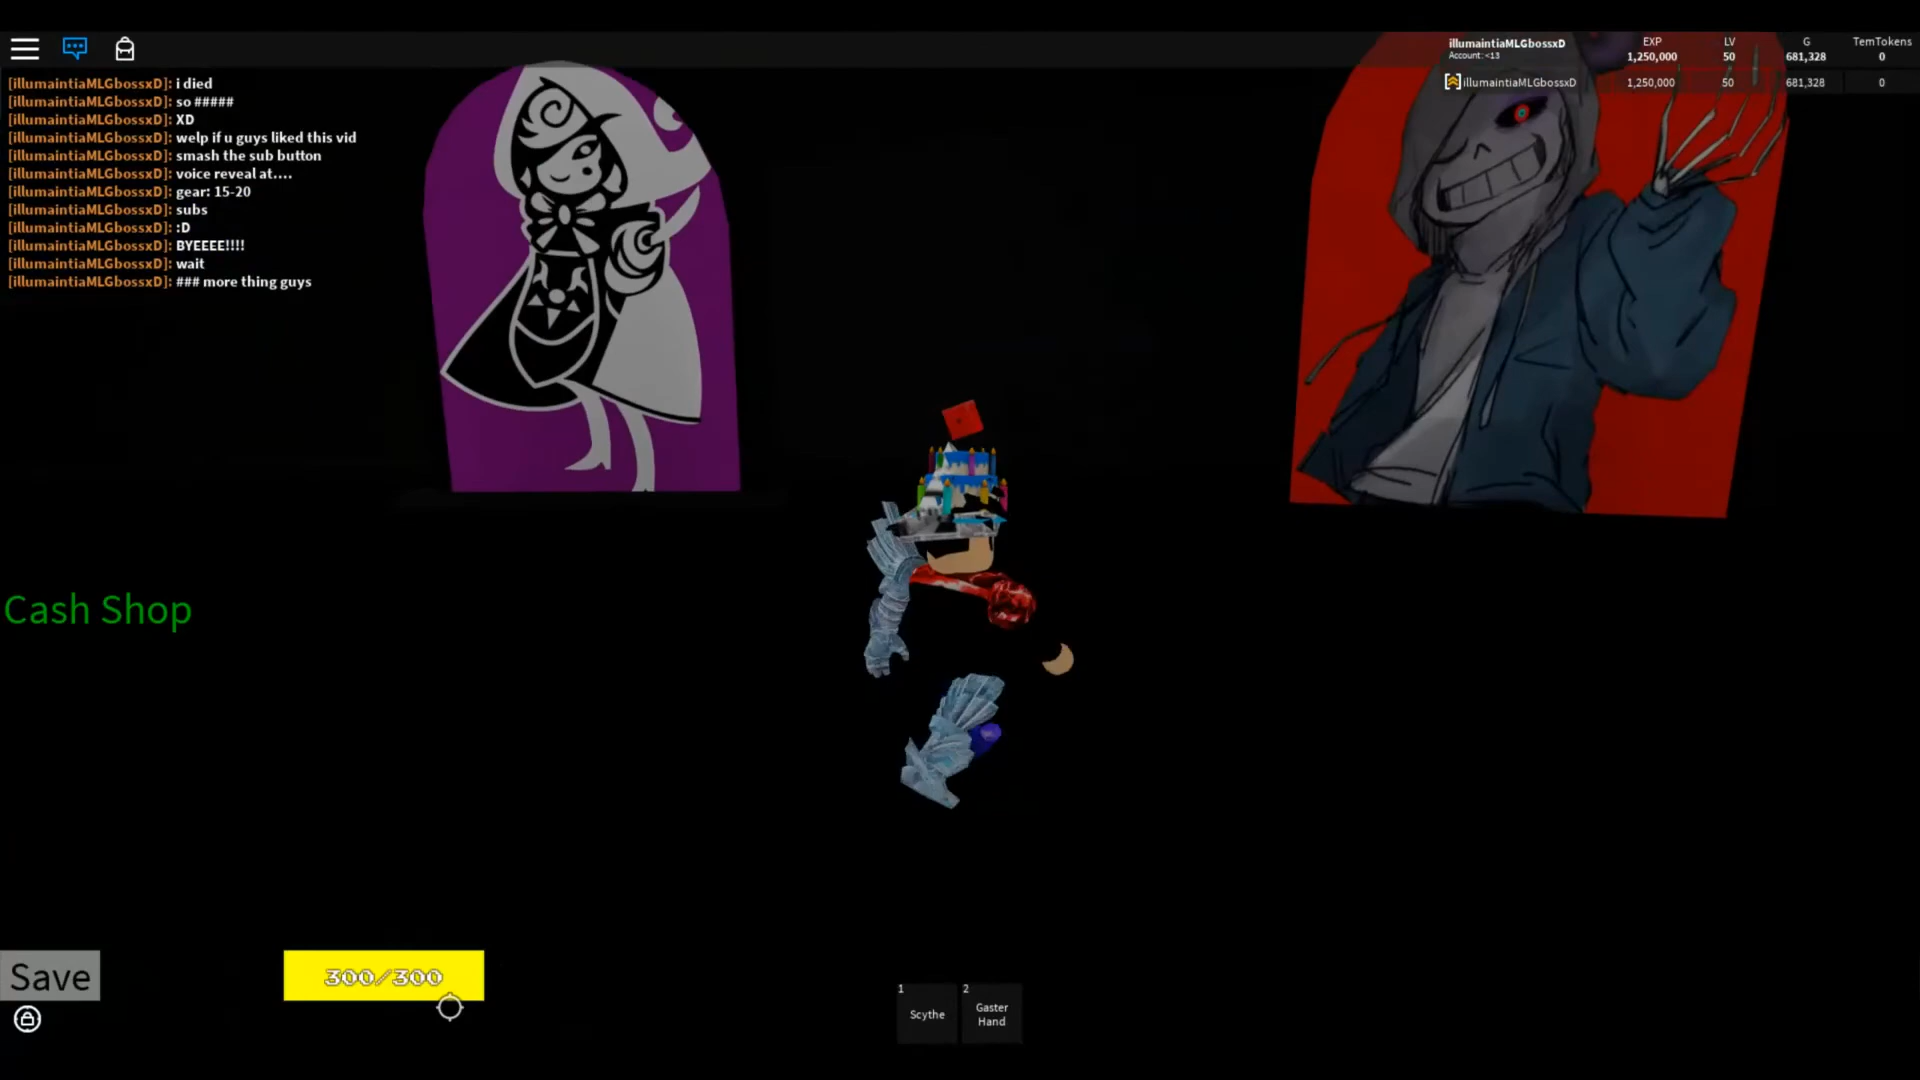 illumaintiaMLGbossxD
Account: <13
EXP
1,250,000
LV
50
G
681,328
TemTokens
0
illumaintiaMLGbossxD
1,250,000
50
681,328
0
[illumaintiaMLGbossxD]: i died
[illumaintiaMLGbossxD]: so #####
[illumaintiaMLGbossxD]: XD
[illumaintiaMLGbossxD]: welp if u guys liked this vid
[illumaintiaMLGbossxD]: smash the sub button
[illumaintiaMLGbossxD]: voice reveal at....
[illumaintiaMLGbossxD]: gear: 15-20
[illumaintiaMLGbossxD]: subs
[illumaintiaMLGbossxD]: :D
[illumaintiaMLGbossxD]: BYEEEE!!!!
[illumaintiaMLGbossxD]: wait
[illumaintiaMLGbossxD]: ### more thing guys
Cash Shop
Save
300/300
1
Scythe
2
Gaster
Hand